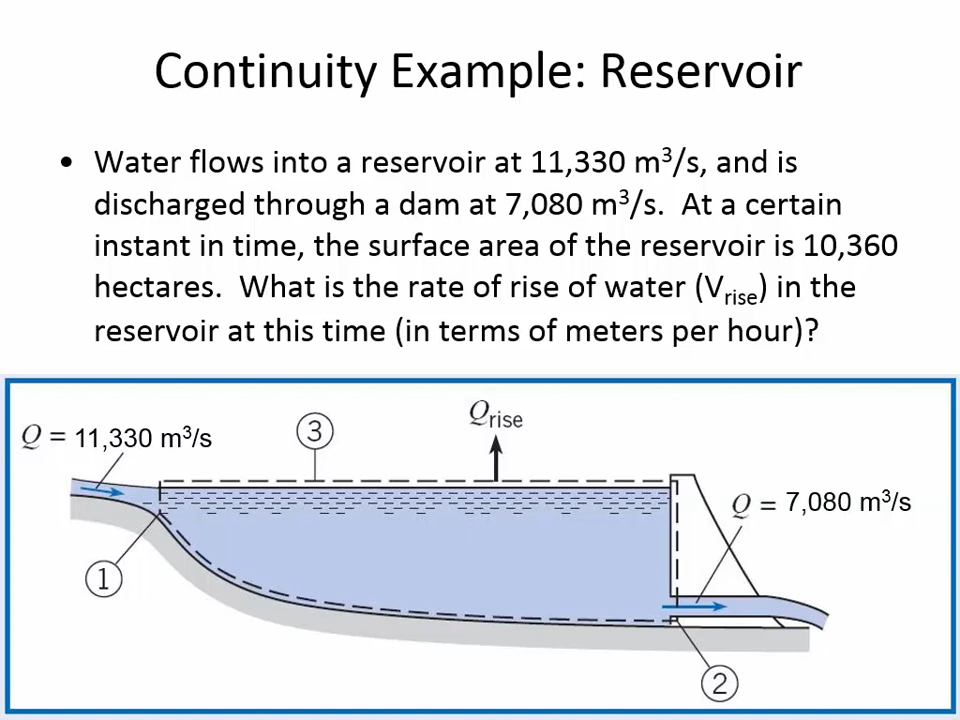 Continuity Example: Reservoir
• Water flows into a reservoir at 11,330 m³/s, and is
discharged through a dam at 7,080 m³/s. At a certain
instant in time, the surface area of the reservoir is 10,360
hectares. What is the rate of rise of water (Vrise) in the
reservoir at this time (in terms of meters per hour)?
Qrise
Q = 11,330 m³/s
3
Q = 7,080 m³/s
1
2